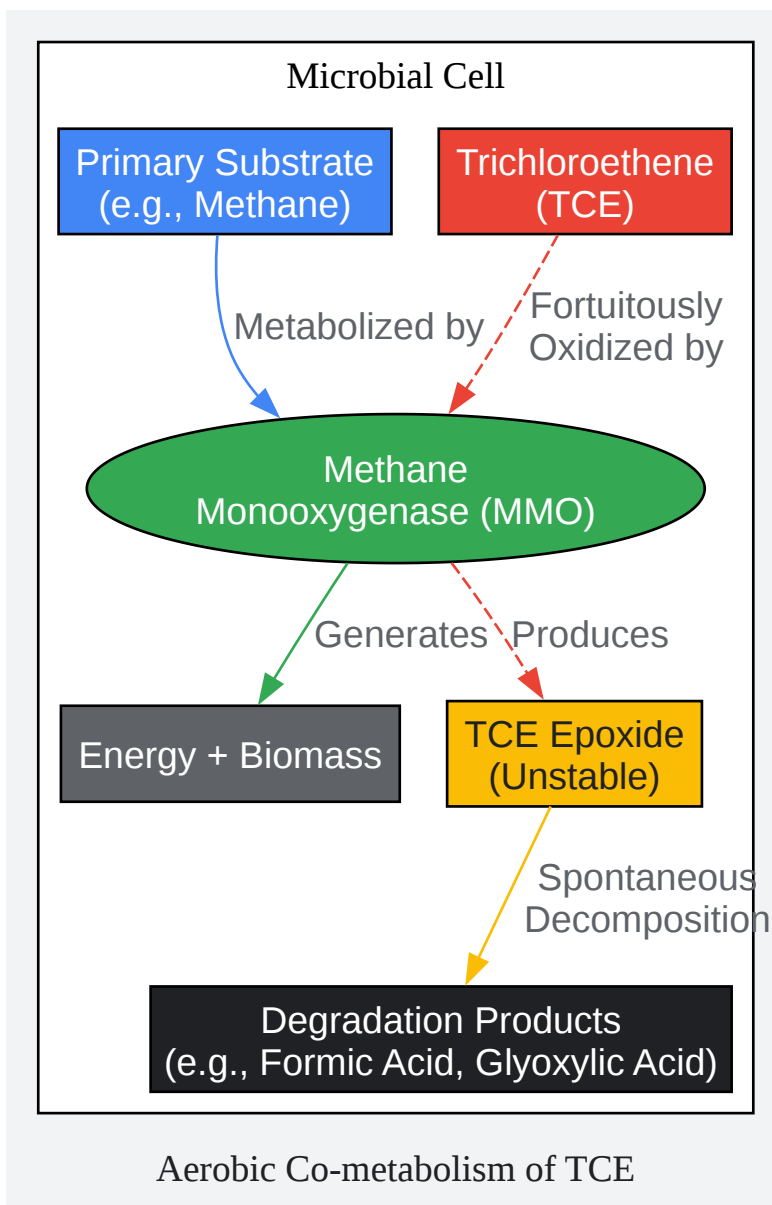 Microbial Cell
Primary Substrate
(e.g., Methane)
Trichloroethene
(TCE)
Metabolized by
Fortuitously
Oxidized by
Methane
Monooxygenase (MMO)
Generates
Produces
Energy + Biomass
TCE Epoxide
(Unstable)
Spontaneous
Decomposition
Degradation Products
(e.g., Formic Acid, Glyoxylic Acid)
Aerobic Co-metabolism of TCE